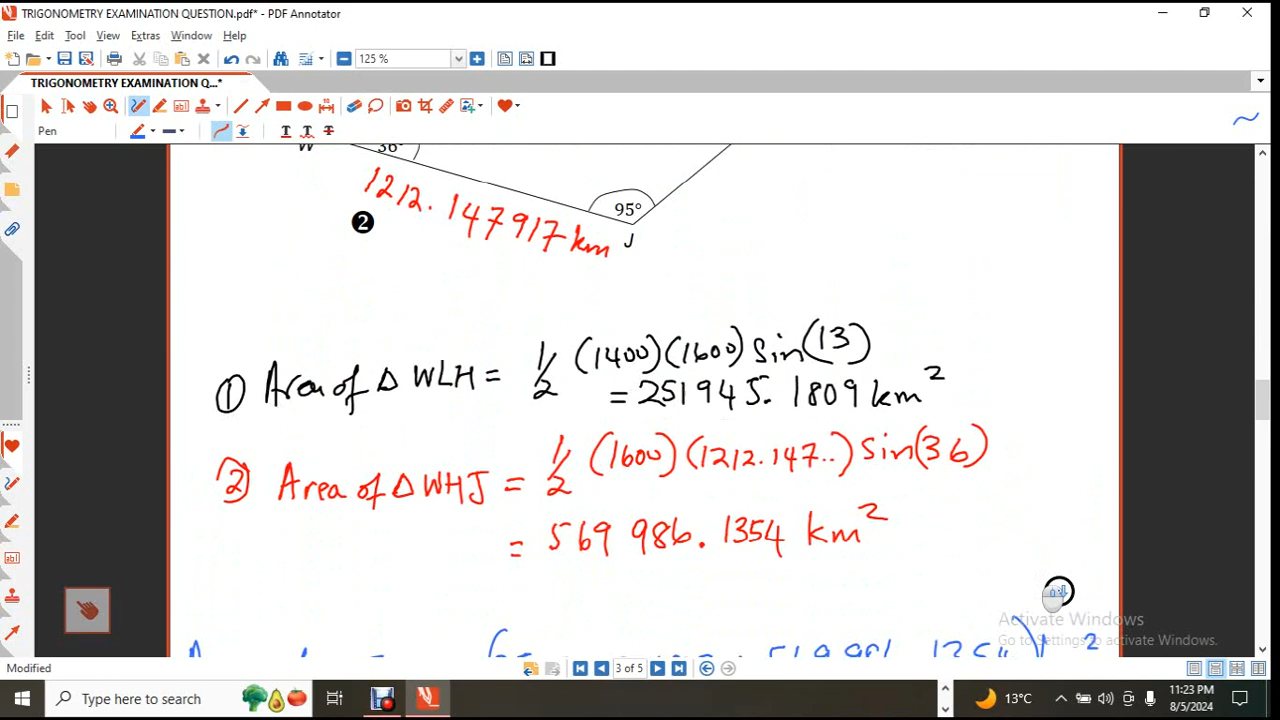 TRIGONOMETRY EXAMINATION QUESTION.pdf* - PDF Annotator
File Edit Tool View Extras Window Help
125 %
TRIGONOMETRY EXAMINATION Q...*
Pen
W 36°
1212.147917 km
95°
❷
J
① Area of Δ WLH = 1/2 (1400)(1600) sin(13)
= 251945.1809 km²
② Area of Δ WHJ = 1/2 (1600)(1212.147..) sin(36)
= 569 986.1354 km²
Activate Windows
Go to Settings to activate Windows.
Modified
3 of 5
Type here to search
13°C
11:23 PM
8/5/2024